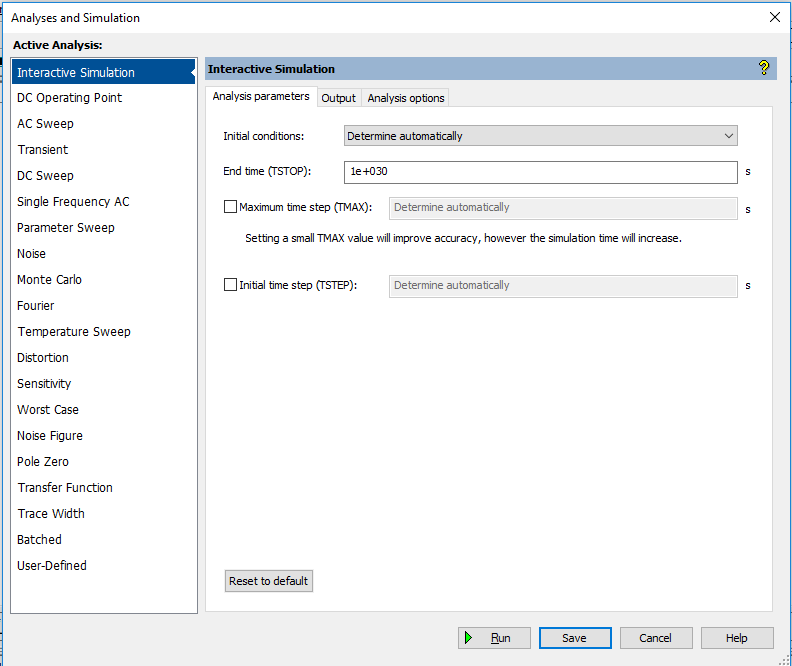 Analyses and Simulation
Active Analysis:
Interactive Simulation
DC Operating Point
AC Sweep
Transient
DC Sweep
Single Frequency AC
Parameter Sweep
Noise
Monte Carlo
Fourier
Temperature Sweep
Distortion
Sensitivity
Worst Case
Noise Figure
Pole Zero
Transfer Function
Trace Width
Batched
User-Defined
Interactive Simulation ?
Analysis parameters Output Analysis options
Initial conditions: Determine automatically
End time (TSTOP): 1e+030 s
Maximum time step (TMAX): Determine automatically s
Setting a small TMAX value will improve accuracy, however the simulation time will increase.
Initial time step (TSTEP): Determine automatically s
Reset to default
Run Save Cancel Help